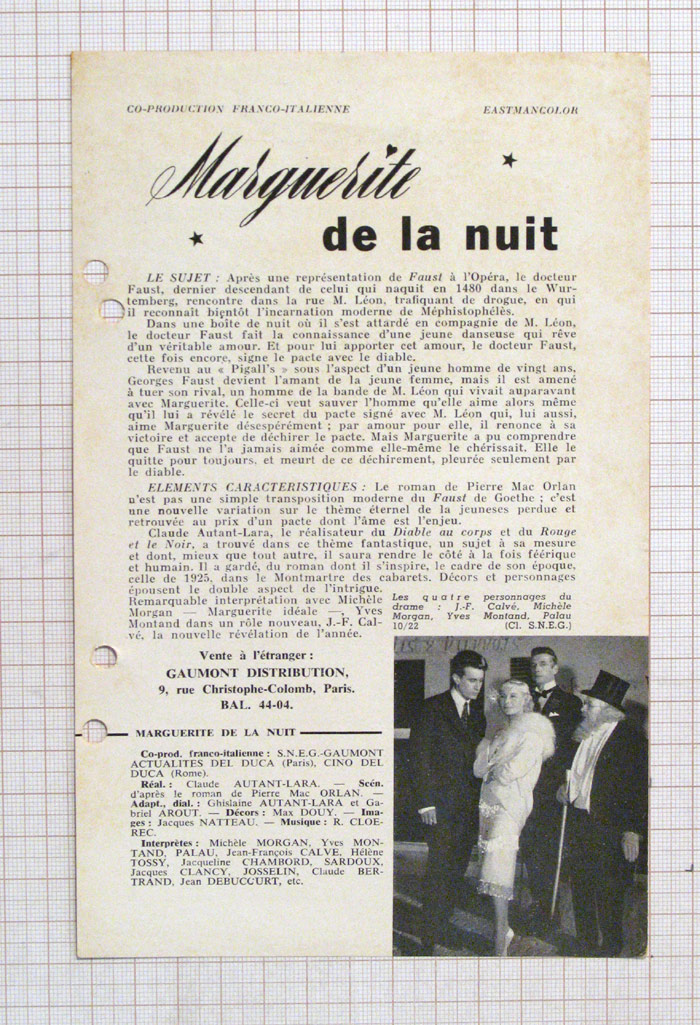 CO-PRODUCTION FRANCO-ITALIENNE
EASTMANCOLOR
Marguerite
de la nuit
LE SUJET : Après une représentation de Faust à l'Opéra, le docteur
Faust, dernier descendant de celui qui naquit en 1480 dans le Wur-
temberg, rencontre dans la rue M. Léon, trafiquant de drogue, en qui
il reconnaît bientôt l'incarnation moderne de Méphistophélès.
Dans une boîte de nuit où il s'est attardé en compagnie de M. Léon,
le docteur Faust fait la connaissance d'une jeune danseuse qui rêve
d'un véritable amour. Et pour lui apporter cet amour, le docteur Faust,
cette fois encore, signe le pacte avec le diable.
Revenu au « Pigall's » sous l'aspect d'un jeune homme de vingt ans,
Georges Faust devient l'amant de la jeune femme, mais il est amené
à tuer son rival, un homme de la bande de M. Léon qui vivait auparavant
avec Marguerite. Celle-ci veut sauver l'homme qu'elle aime alors même
qu'il lui a révélé le secret du pacte signé avec M. Léon qui, lui aussi,
aime Marguerite désespérément ; par amour pour elle, il renonce à sa
victoire et accepte de déchirer le pacte. Mais Marguerite a pu comprendre
que Faust ne l'a jamais aimée comme elle-même le chérissait. Elle le
quitte pour toujours, et meurt de ce déchirement, pleurée seulement par
le diable.
ELEMENTS CARACTERISTIQUES : Le roman de Pierre Mac Orlan
n'est pas une simple transposition moderne du Faust de Goethe ; c'est
une nouvelle variation sur le thème éternel de la jeuneses perdue et
retrouvée au prix d'un pacte dont l'âme est l'enjeu.
Claude Autant-Lara, le réalisateur du Diable au corps et du Rouge
et le Noir, a trouvé dans ce thème fantastique, un sujet à sa mesure
et dont, mieux que tout autre, il saura rendre le côté à la fois féérique
et humain. Il a gardé, du roman dont il s'inspire, le cadre de son époque,
celle de 1925, dans le Montmartre des cabarets. Décors et personnages
épousent le double aspect de l'intrigue.
Remarquable interprétation avec Michèle
Morgan — Marguerite idéale —, Yves
Montand dans un rôle nouveau, J.-F. Cal-
vé, la nouvelle révélation de l'année.
Les quatre personnages du
drame : J.-F. Calvé, Michèle
Morgan, Yves Montand, Palau
10/22 (Cl. S.N.E.G.)
Vente à l'étranger :
GAUMONT DISTRIBUTION,
9, rue Christophe-Colomb, Paris.
BAL. 44-04.
MARGUERITE DE LA NUIT
Co-prod. franco-italienne : S.N.E.G.-GAUMONT
ACTUALITES DEL DUCA (Paris), CINO DEL
DUCA (Rome).
Réal. : Claude AUTANT-LARA. — Scén.
d'après le roman de Pierre Mac ORLAN. —
Adapt., dial. : Ghislaine AUTANT-LARA et Ga-
briel AROUT. — Décors : Max DOUY. — Ima-
ges : Jacques NATTEAU. — Musique : R. CLOE-
REC.
Interprètes : Michèle MORGAN, Yves MON-
TAND, PALAU, Jean-François CALVE, Hélène
TOSSY, Jacqueline CHAMBORD, SARDOUX,
Jacques CLANCY, JOSSELIN, Claude BER-
TRAND, Jean DEBUCOURT, etc.